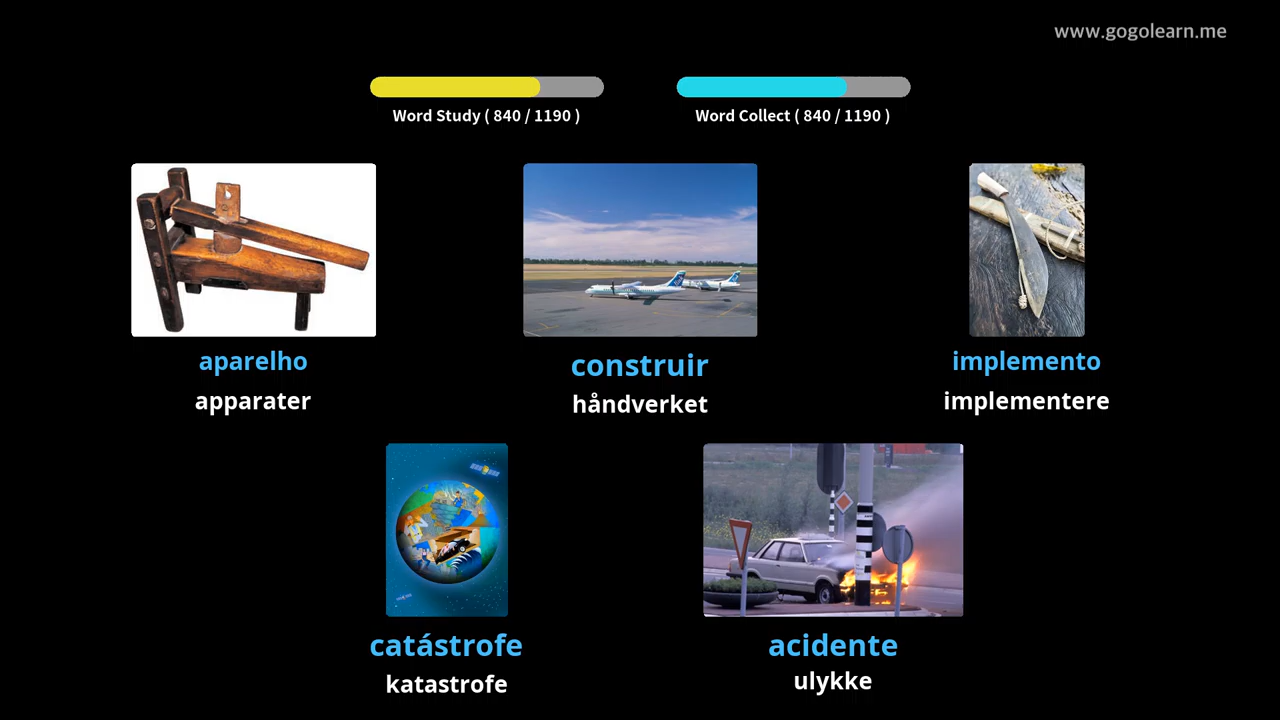 www.gogolearn.me
Word Study ( 840 / 1190 )
Word Collect ( 840 / 1190 )
aparelho
apparater
construir
håndverket
implemento
implementere
catástrofe
katastrofe
acidente
ulykke